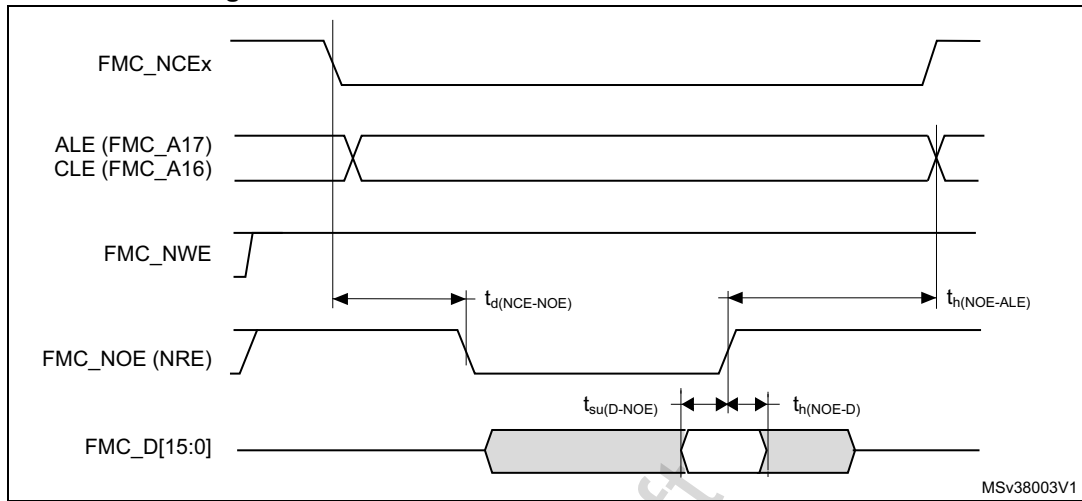 FMC_NCEx
ALE (FMC_A17)
CLE (FMC_A16)
FMC_NWE
td(NCE-NOE)
th(NOE-ALE)
FMC_NOE (NRE)
tsu(D-NOE)
th(NOE-D)
FMC_D[15:0]
MSv38003V1